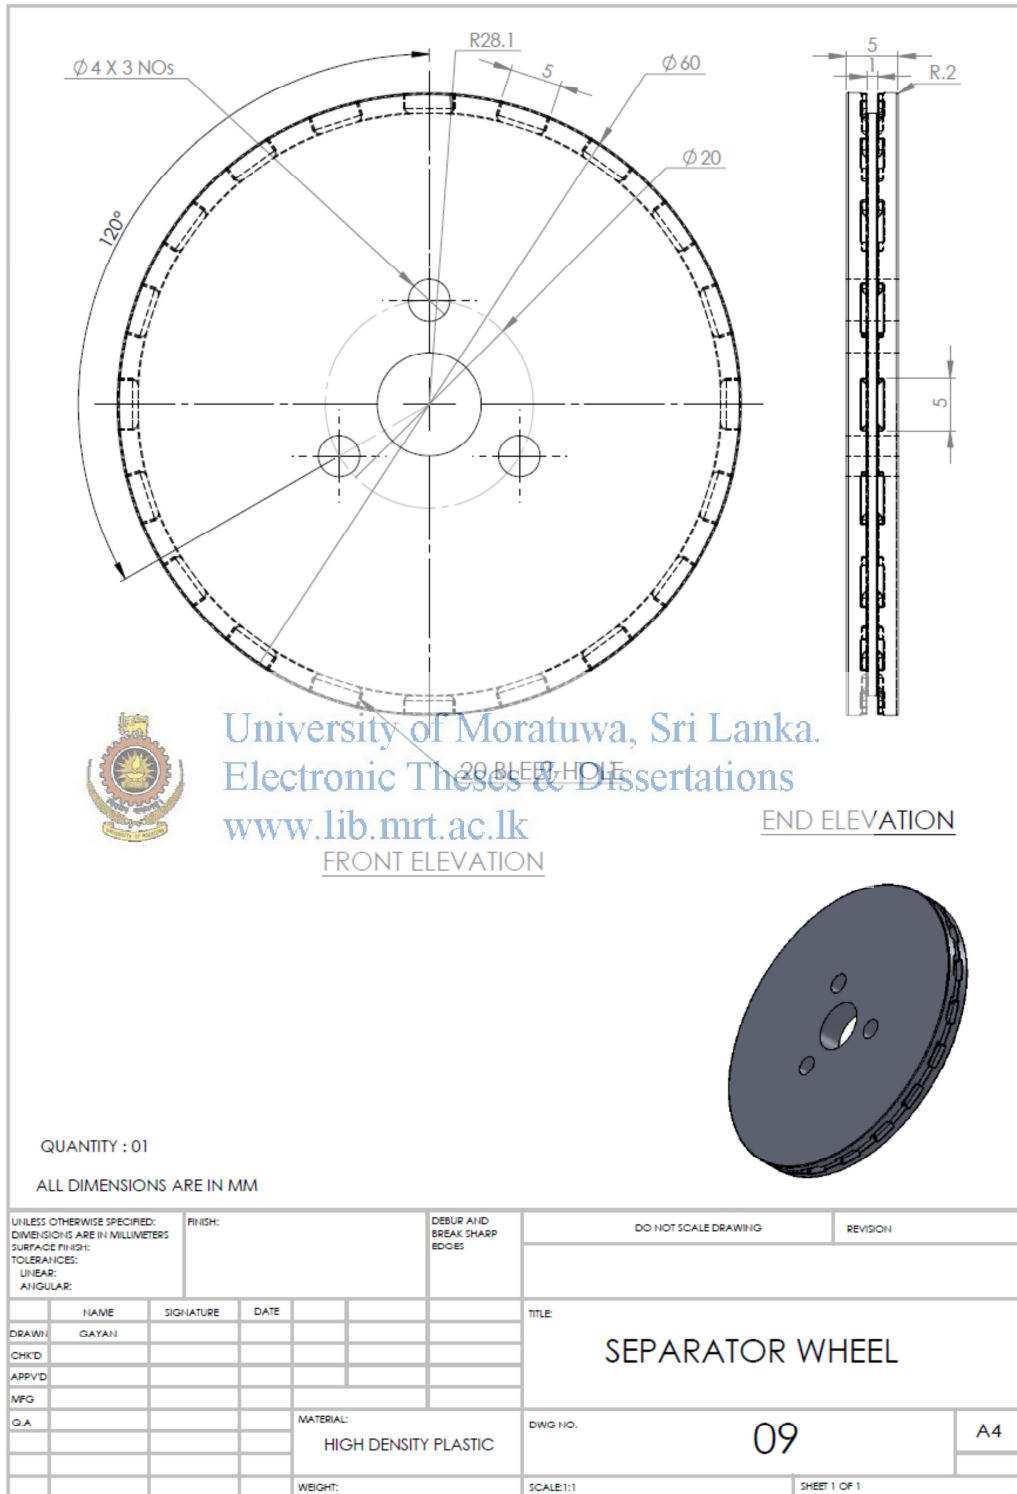 R28.1
∅4 X 3 NOs
5
∅60
5
1
R.2
∅20
120°
5
University of Moratuwa, Sri Lanka.
20 BLEEP HOLE
Electronic Theses & Dissertations
www.lib.mrt.ac.lk
END ELEVATION
FRONT ELEVATION
QUANTITY : 01
ALL DIMENSIONS ARE IN MM
UNLESS OTHERWISE SPECIFIED:
DIMENSIONS ARE IN MILLIMETERS
SURFACE FINISH:
TOLERANCES:
LINEAR:
ANGULAR:
FINISH:
DEBUR AND
BREAK SHARP
EDGES
DO NOT SCALE DRAWING
REVISION
NAME
SIGNATURE
DATE
TITLE:
DRAWN
GAYAN
SEPARATOR WHEEL
CHK'D
APPV'D
MFG
Q.A
MATERIAL:
HIGH DENSITY PLASTIC
DWG NO.
09
A4
WEIGHT:
SCALE:1:1
SHEET 1 OF 1